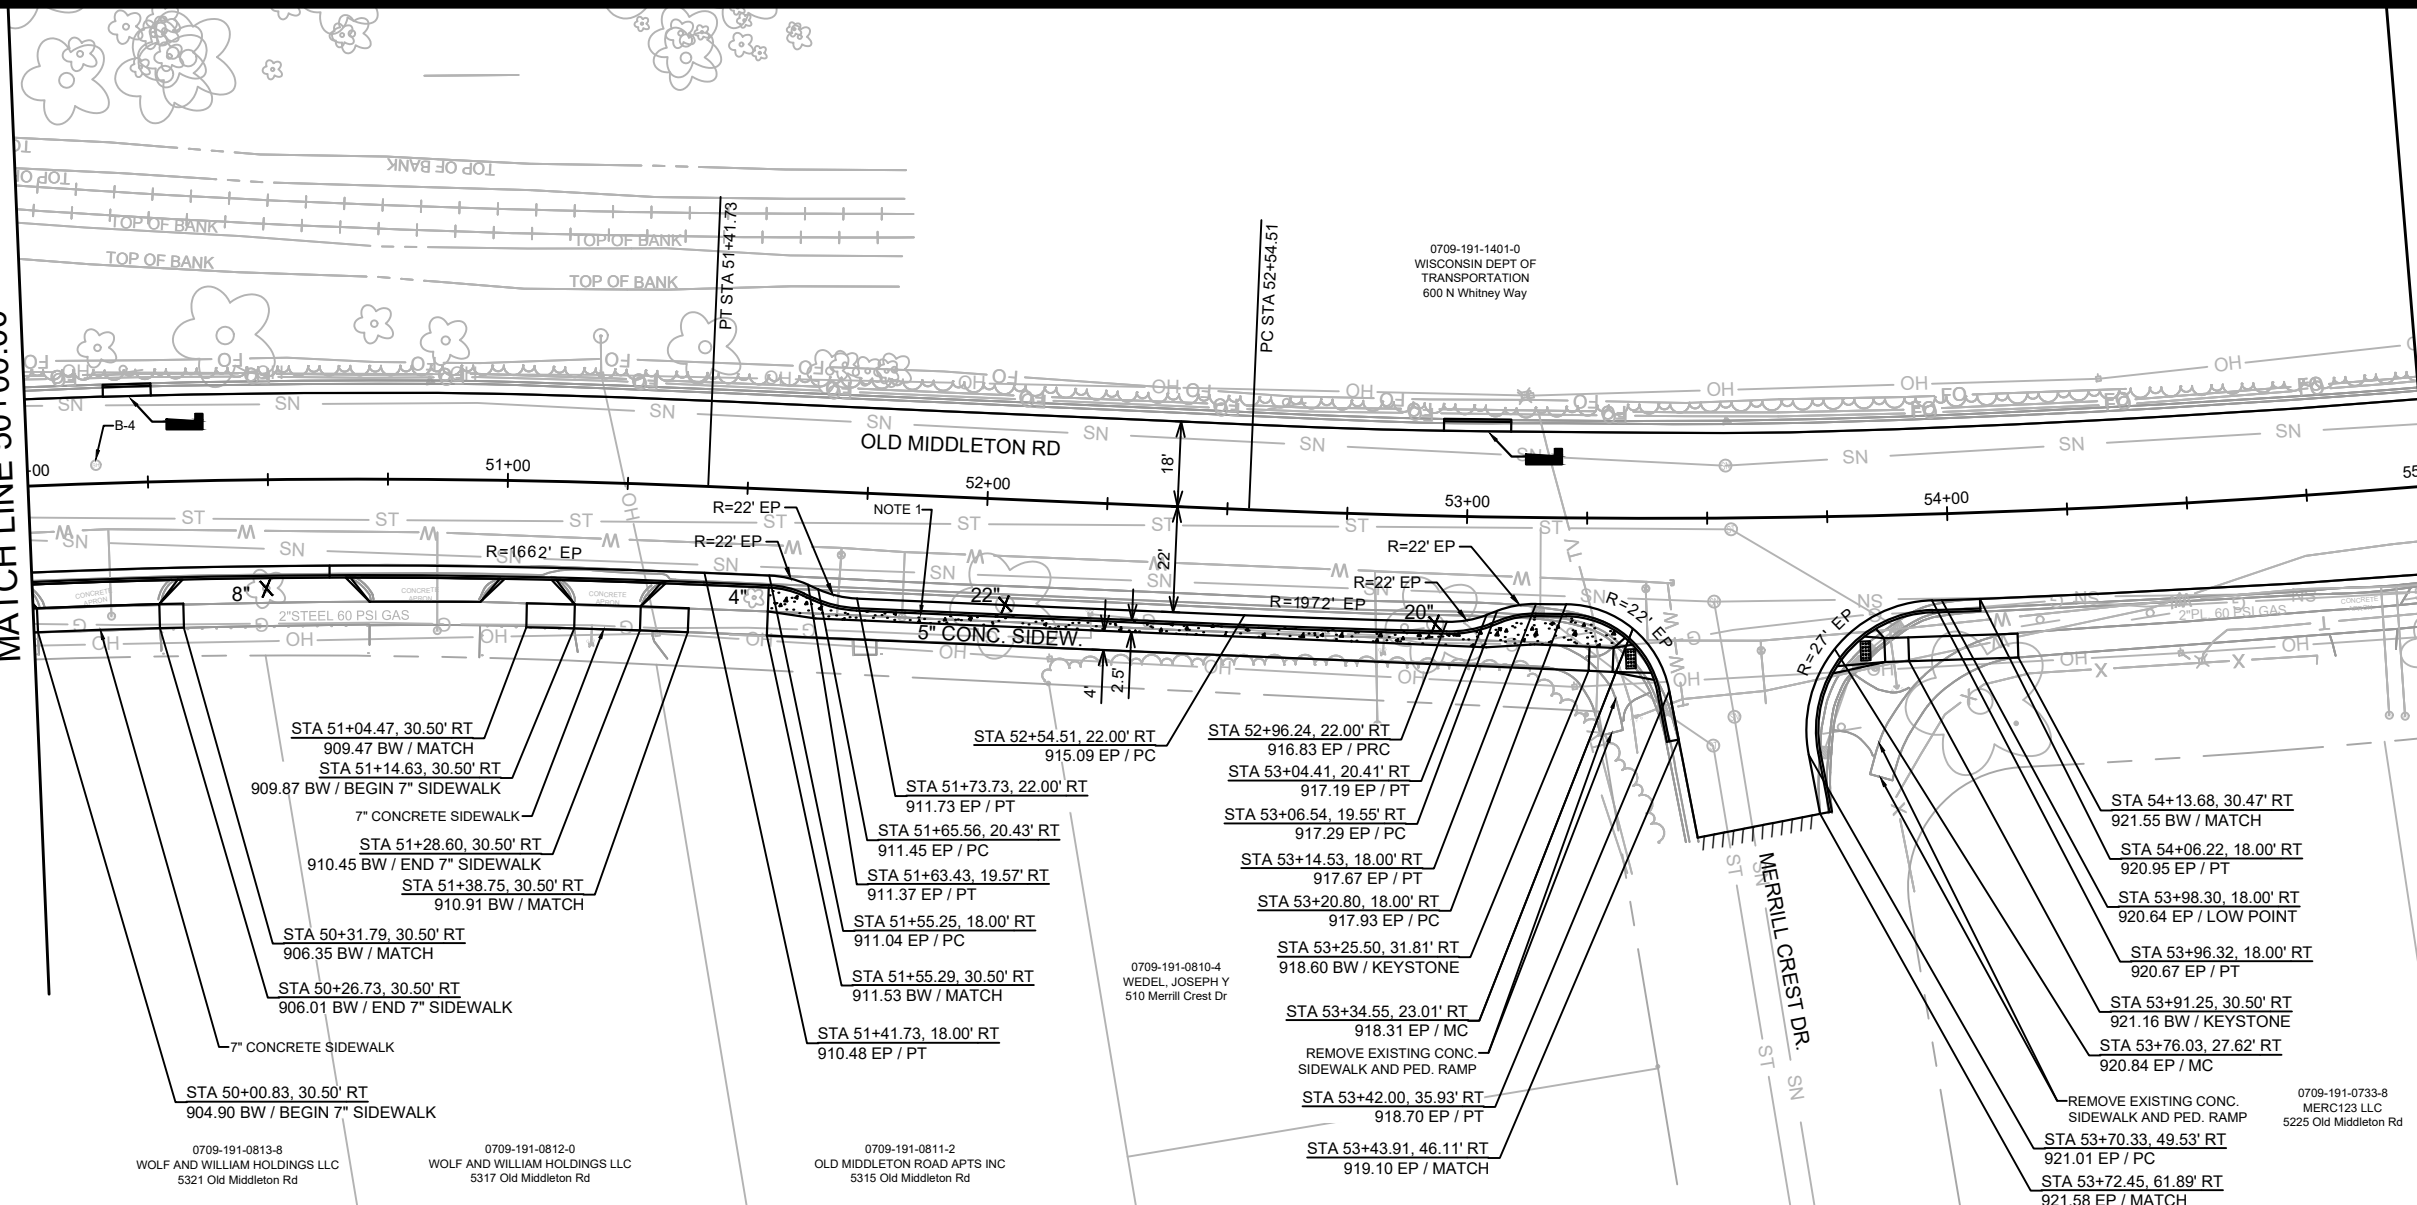 MATCH LINE 50+00.00
TOP OF BANK
TOP OF BANK
TOP OF BANK
TOP OF BANK
TOP OF BANK
PT STA 51+41.73
PC STA 52+54.51
0709-191-1401-0
WISCONSIN DEPT OF
TRANSPORTATION
600 N Whitney Way
B-4
OLD MIDDLETON RD
18'
51+00
52+00
53+00
54+00
R=22' EP
NOTE 1
R=22' EP
R=1662' EP
22'
R=22' EP
R=22' EP
R=1972' EP
R=22' EP
R=27' EP
8"
4"
22"
20"
CONCRETE
APRON
CONCRETE
APRON
CONCRETE
APRON
2"STEEL 60 PSI GAS
2"PL 60 PSI GAS
5" CONC. SIDEW.
4'
2.5'
STA 51+04.47, 30.50' RT
909.47 BW / MATCH
STA 51+14.63, 30.50' RT
909.87 BW / BEGIN 7" SIDEWALK
7" CONCRETE SIDEWALK
STA 51+28.60, 30.50' RT
910.45 BW / END 7" SIDEWALK
STA 51+38.75, 30.50' RT
910.91 BW / MATCH
STA 50+31.79, 30.50' RT
906.35 BW / MATCH
STA 50+26.73, 30.50' RT
906.01 BW / END 7" SIDEWALK
7" CONCRETE SIDEWALK
STA 50+00.83, 30.50' RT
904.90 BW / BEGIN 7" SIDEWALK
STA 52+54.51, 22.00' RT
915.09 EP / PC
STA 51+73.73, 22.00' RT
911.73 EP / PT
STA 51+65.56, 20.43' RT
911.45 EP / PC
STA 51+63.43, 19.57' RT
911.37 EP / PT
STA 51+55.25, 18.00' RT
911.04 EP / PC
STA 51+55.29, 30.50' RT
911.53 BW / MATCH
STA 51+41.73, 18.00' RT
910.48 EP / PT
STA 52+96.24, 22.00' RT
916.83 EP / PRC
STA 53+04.41, 20.41' RT
917.19 EP / PT
STA 53+06.54, 19.55' RT
917.29 EP / PC
STA 53+14.53, 18.00' RT
917.67 EP / PT
STA 53+20.80, 18.00' RT
917.93 EP / PC
STA 53+25.50, 31.81' RT
918.60 BW / KEYSTONE
STA 53+34.55, 23.01' RT
918.31 EP / MC
REMOVE EXISTING CONC.
SIDEWALK AND PED. RAMP
STA 53+42.00, 35.93' RT
918.70 EP / PT
STA 53+43.91, 46.11' RT
919.10 EP / MATCH
0709-191-0810-4
WEDEL, JOSEPH Y
510 Merrill Crest Dr
MERRILL CREST DR.
STA 54+13.68, 30.47' RT
921.55 BW / MATCH
STA 54+06.22, 18.00' RT
920.95 EP / PT
STA 53+98.30, 18.00' RT
920.64 EP / LOW POINT
STA 53+96.32, 18.00' RT
920.67 EP / PT
STA 53+91.25, 30.50' RT
921.16 BW / KEYSTONE
STA 53+76.03, 27.62' RT
920.84 EP / MC
REMOVE EXISTING CONC.
SIDEWALK AND PED. RAMP
STA 53+70.33, 49.53' RT
921.01 EP / PC
STA 53+72.45, 61.89' RT
921.58 EP / MATCH
0709-191-0733-8
MERC123 LLC
5225 Old Middleton Rd
0709-191-0813-8
WOLF AND WILLIAM HOLDINGS LLC
5321 Old Middleton Rd
0709-191-0812-0
WOLF AND WILLIAM HOLDINGS LLC
5317 Old Middleton Rd
0709-191-0811-2
OLD MIDDLETON ROAD APTS INC
5315 Old Middleton Rd